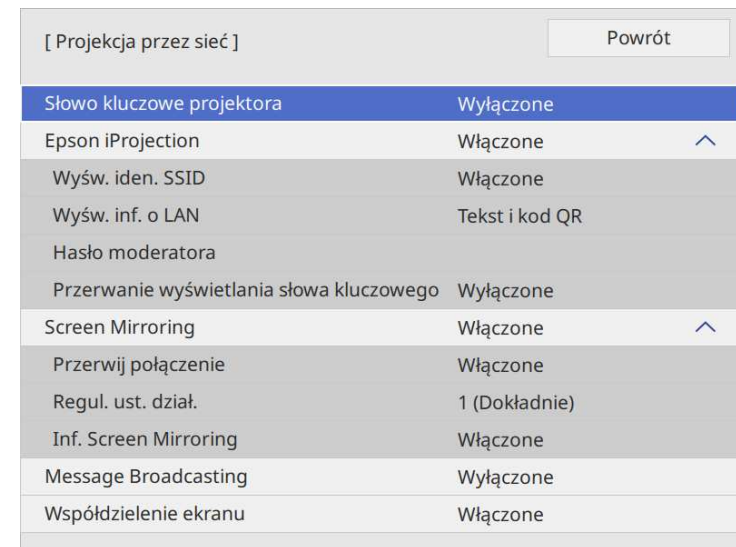 [ Projekcja przez sieć ] Powrót
Słowo kluczowe projektora Wyłączone
Epson iProjection Włączone
Wyśw. iden. SSID Włączone
Wyśw. inf. o LAN Tekst i kod QR
Hasło moderatora
Przerwanie wyświetlania słowa kluczowego Wyłączone
Screen Mirroring Włączone
Przerwij połączenie Włączone
Regul. ust. dział. 1 (Dokładnie)
Inf. Screen Mirroring Włączone
Message Broadcasting Wyłączone
Współdzielenie ekranu Włączone